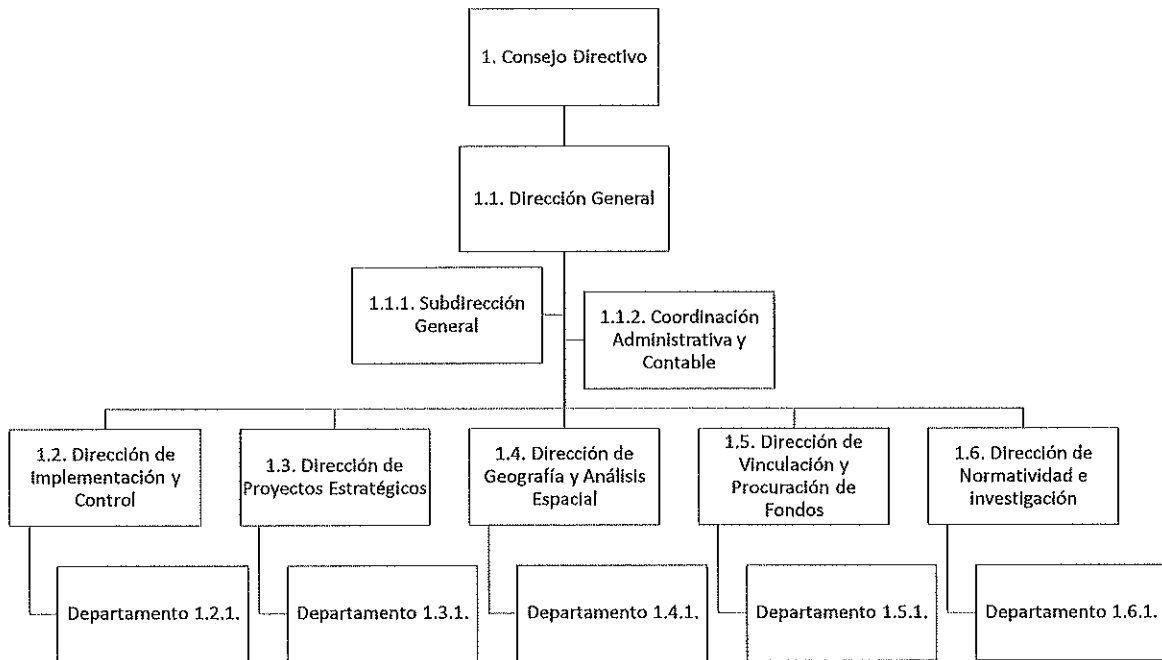 1. Consejo Directivo
1.1. Dirección General
1.1.1. Subdirección
General
1.1.2. Coordinación
Administrativa y
Contable
1.2. Dirección de
Implementación y
Control
1.3. Dirección de
Proyectos Estratégicos
1.4. Dirección de
Geografía y Análisis
Espacial
1.5. Dirección de
Vinculación y
Procuración de
Fondos
1.6. Dirección de
Normatividad e
investigación
Departamento 1.2.1.
Departamento 1.3.1.
Departamento 1.4.1.
Departamento 1.5.1.
Departamento 1.6.1.